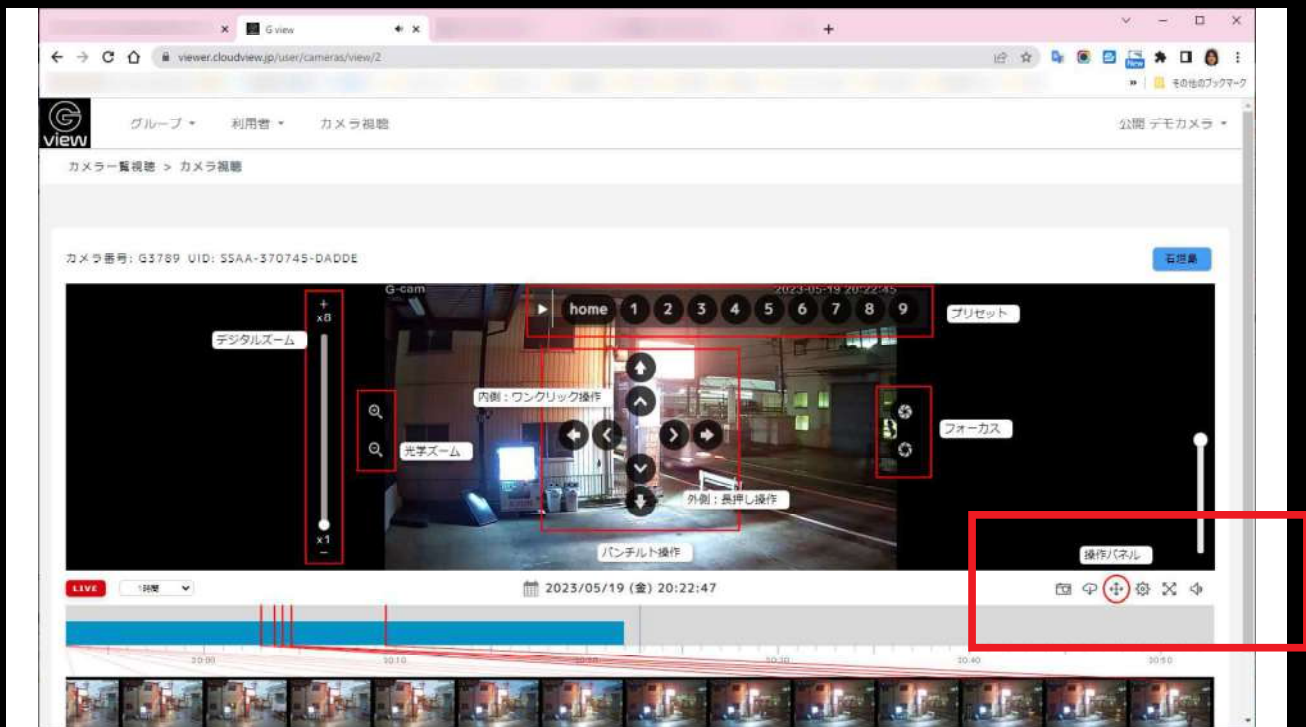 G view
viewer.cloudview.jp/user/cameras/view/2
New
その他のブックマーク
G view
グループ
利用者
カメラ視聴
公開 デモカメラ
カメラ一覧視聴 > カメラ視聴
カメラ番号: G3789 UID: SSAA-370745-DADDE
石垣島
G-cam
2023-05-19 20:22:45
+
x8
home 1 2 3 4 5 6 7 8 9
プリセット
デジタルズーム
内側：ワンクリック操作
光学ズーム
フォーカス
外側：長押し操作
x1
−
パンチルト操作
操作パネル
LIVE
1時間
2023/05/19 (金) 20:22:47
20:00
20:10
20:30
20:40
20:50